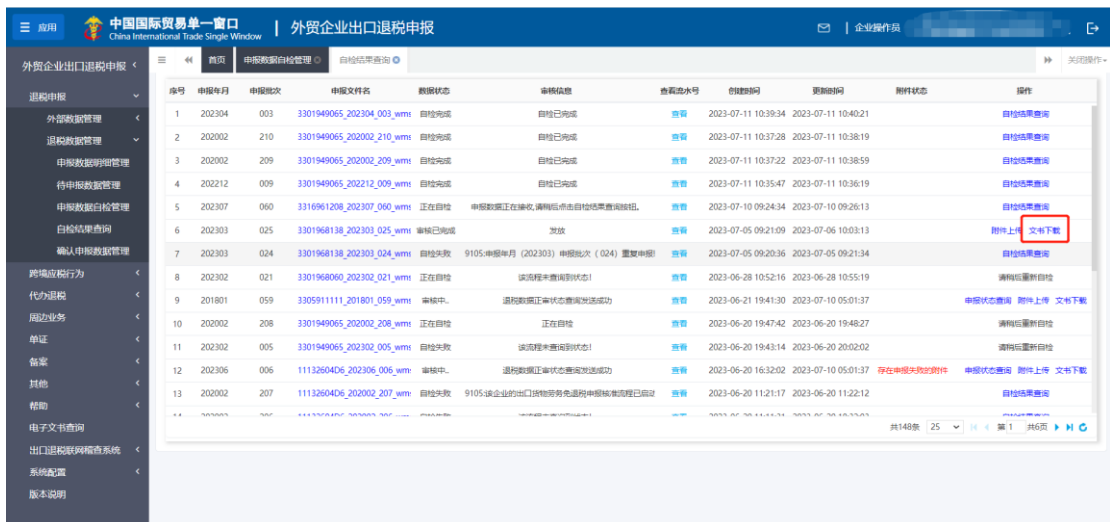 应用 中国国际贸易单一窗口 China International Trade Single Window | 外贸企业出口退税申报 企业操作员
外贸企业出口退税申报
首页 申报数据自检管理 自检结果查询 关闭操作
退税申报
外部数据管理
退税数据管理
申报数据明细管理
待申报数据管理
申报数据自检管理
自检结果查询
确认申报数据管理
跨境应税行为
代办退税
周边业务
单证
备案
其他
帮助
电子文书查询
出口退税联网稽查系统
系统配置
版本说明
序号 申报年月 申报批次 申报文件名 数据状态 审核信息 查看流水号 创建时间 更新时间 附件状态 操作
1 202304 003 3301949065_202304_003_wms 自检完成 自检已完成 查看 2023-07-11 10:39:34 2023-07-11 10:40:21 自检结果查询
2 202002 210 3301949065_202002_210_wms 自检完成 自检已完成 查看 2023-07-11 10:37:28 2023-07-11 10:38:19 自检结果查询
3 202002 209 3301949065_202002_209_wms 自检完成 自检已完成 查看 2023-07-11 10:37:22 2023-07-11 10:38:59 自检结果查询
4 202212 009 3301949065_202212_009_wms 自检完成 自检已完成 查看 2023-07-11 10:35:47 2023-07-11 10:36:19 自检结果查询
5 202307 060 3316961208_202307_060_wms 正在自检 申报数据正在接收,请稍后点击自检结果查询按钮。 查看 2023-07-10 09:24:34 2023-07-10 09:26:13 自检结果查询
6 202303 025 3301968138_202303_025_wms 审核已完成 发放 查看 2023-07-05 09:21:09 2023-07-06 10:03:13 附件上传 文书下载
7 202303 024 3301968138_202303_024_wms 自检失败 9105:申报年月（202303）申报批次（024）重复申报! 查看 2023-07-05 09:20:36 2023-07-05 09:21:34 自检结果查询
8 202302 021 3301968060_202302_021_wms 正在自检 该流程未查询到状态! 查看 2023-06-28 10:52:16 2023-06-28 10:55:19 请稍后重新自检
9 201801 059 3305911111_201801_059_wms 审核中.. 退税数据正审状态查询发送成功 查看 2023-06-21 19:41:30 2023-07-10 05:01:37 申报状态查询 附件上传 文书下载
10 202002 208 3301949065_202002_208_wms 正在自检 正在自检 查看 2023-06-20 19:47:42 2023-06-20 19:48:27 请稍后重新自检
11 202302 005 3301949065_202302_005_wms 自检失败 该流程未查询到状态! 查看 2023-06-20 19:43:14 2023-06-20 20:02:02 请稍后重新自检
12 202306 006 11132604D6_202306_006_wm 审核中.. 退税数据正审状态查询发送成功 查看 2023-06-20 16:32:02 2023-07-10 05:01:37 存在申报失败的附件 申报状态查询 附件上传 文书下载
13 202002 207 11132604D6_202002_207_wm 自检失败 9105:该企业的出口货物劳务免退税申报核准流程已启动 查看 2023-06-20 11:21:17 2023-06-20 11:22:12 自检结果查询
共148条 25 第 1 共6页